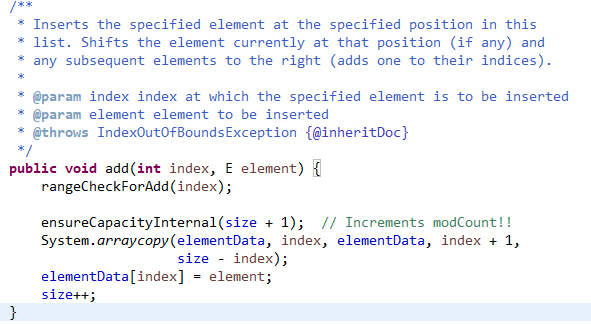 /**
 * Inserts the specified element at the specified position in this
 * list. Shifts the element currently at that position (if any) and
 * any subsequent elements to the right (adds one to their indices).
 *
 * @param index index at which the specified element is to be inserted
 * @param element element to be inserted
 * @throws IndexOutOfBoundsException {@inheritDoc}
 */
public void add(int index, E element) {
    rangeCheckForAdd(index);

    ensureCapacityInternal(size + 1);  // Increments modCount!!
    System.arraycopy(elementData, index, elementData, index + 1,
                     size - index);
    elementData[index] = element;
    size++;
}